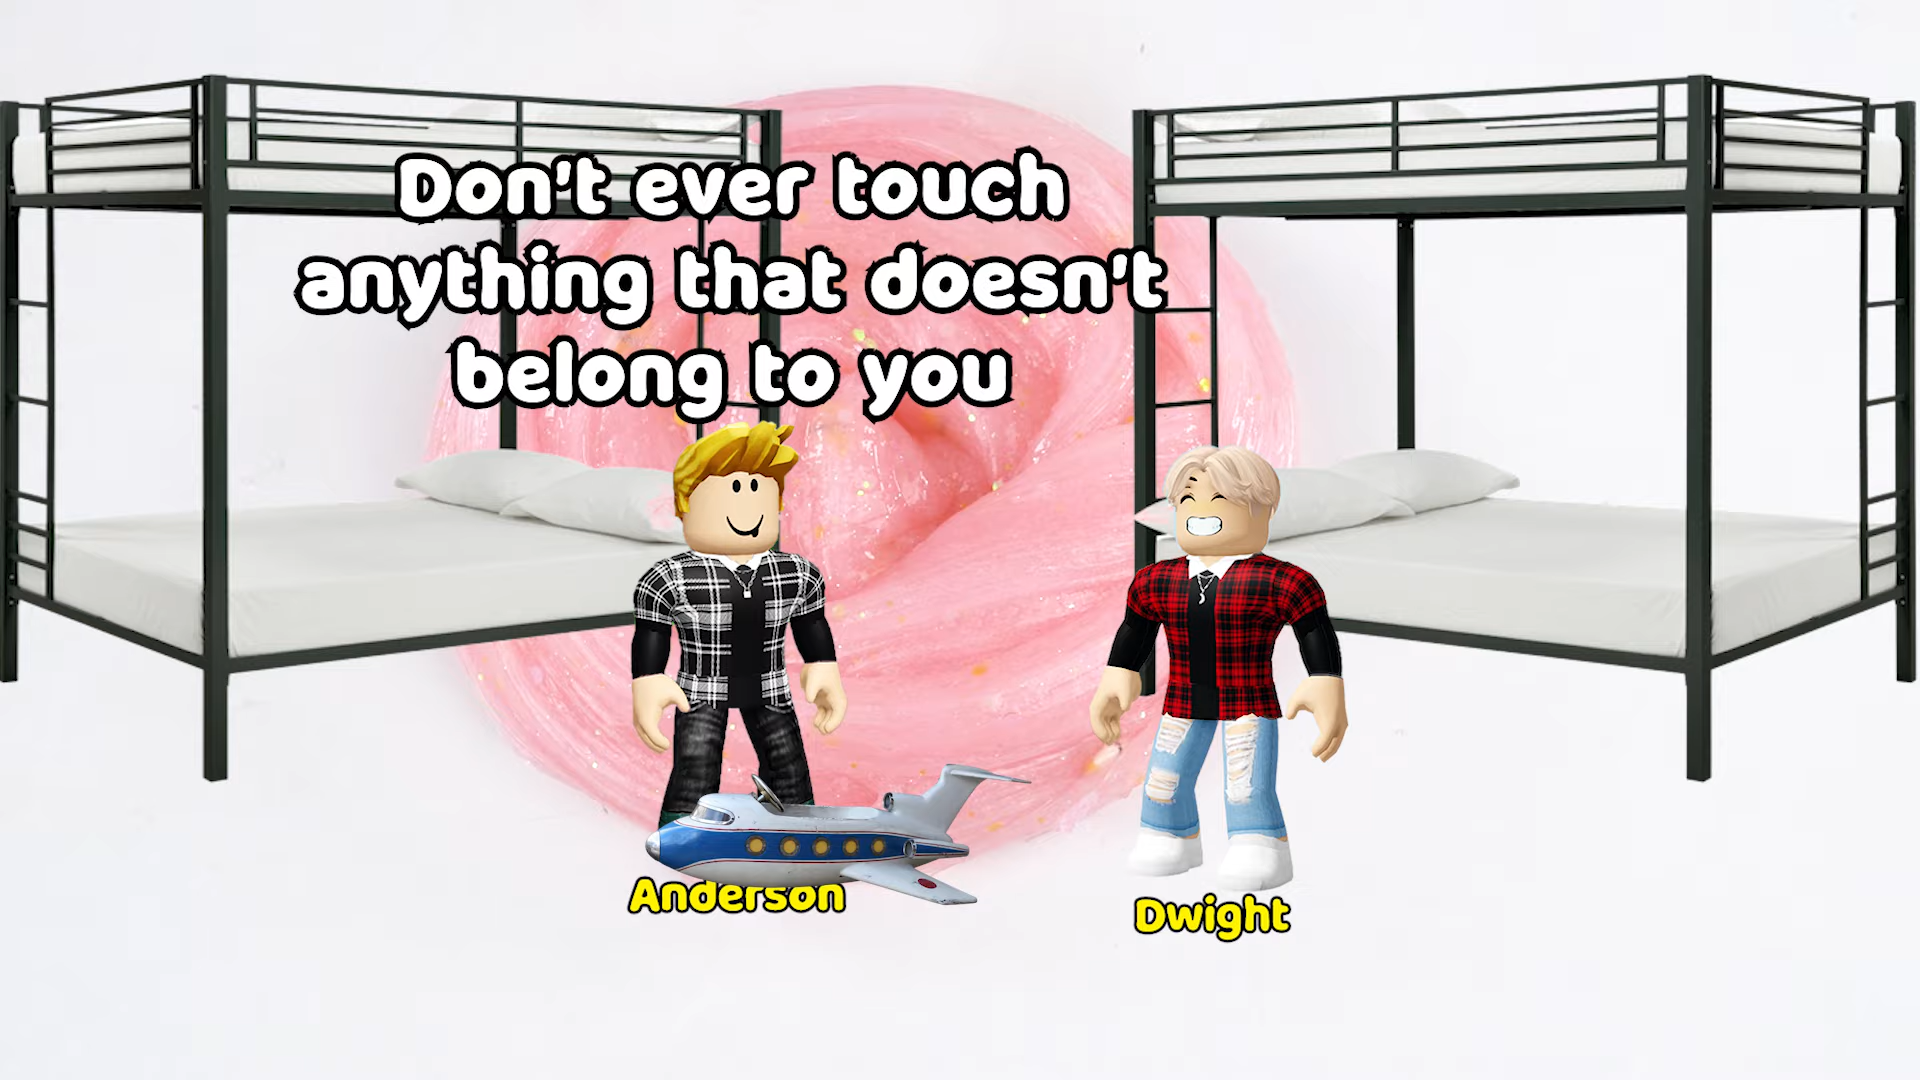 Don't ever touch
anything that doesn't
belong to you
Anderson
Dwight